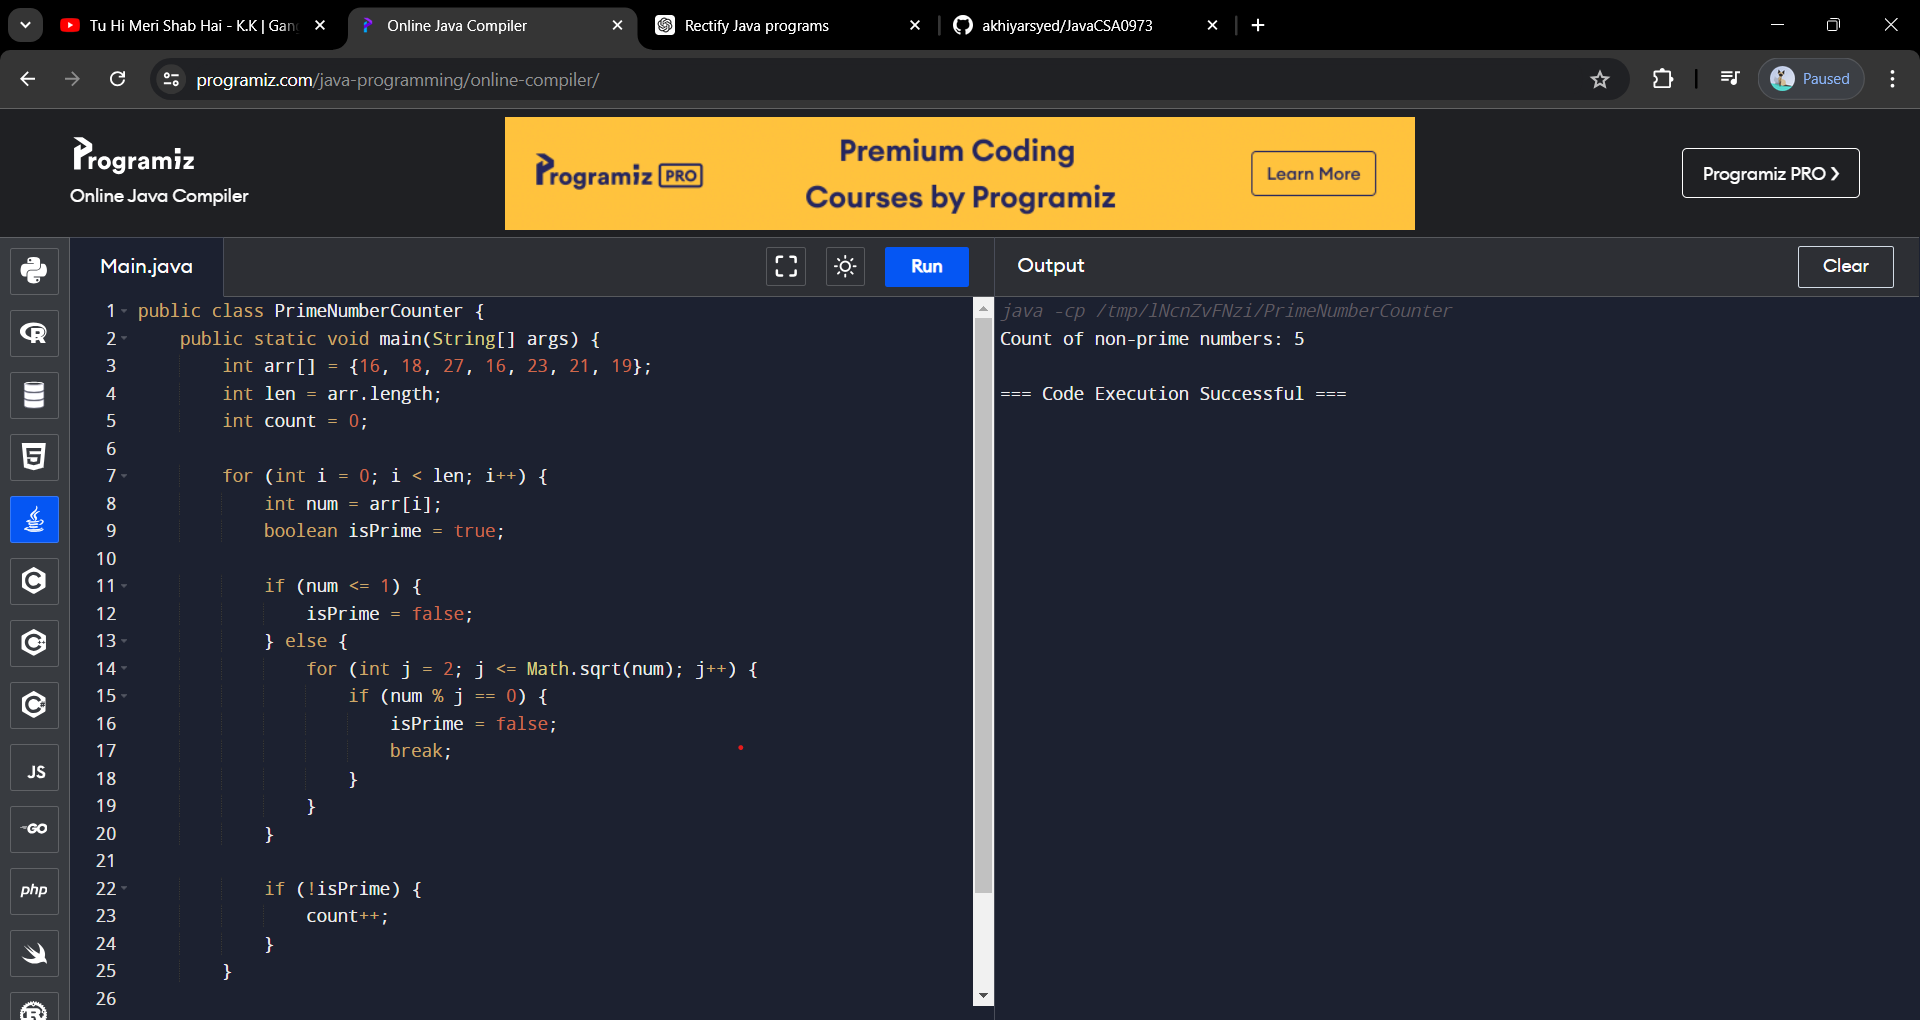 Tu Hi Meri Shab Hai - K.K | Gan
Online Java Compiler
Rectify Java programs
akhiyarsyed/JavaCSA0973
programiz.com/java-programming/online-compiler/
Paused
Programiz
Online Java Compiler
Programiz PRO
Premium Coding
Courses by Programiz
Learn More
Programiz PRO
Main.java
Run
Output
Clear
1 public class PrimeNumberCounter {
2 public static void main(String[] args) {
3 int arr[] = {16, 18, 27, 16, 23, 21, 19};
4 int len = arr.length;
5 int count = 0;
6
7 for (int i = 0; i < len; i++) {
8 int num = arr[i];
9 boolean isPrime = true;
10
11 if (num <= 1) {
12 isPrime = false;
13 } else {
14 for (int j = 2; j <= Math.sqrt(num); j++) {
15 if (num % j == 0) {
16 isPrime = false;
17 break;
18 }
19 }
20 }
21
22 if (!isPrime) {
23 count++;
24 }
25 }
26
java -cp /tmp/lNcnZvFNzi/PrimeNumberCounter
Count of non-prime numbers: 5
=== Code Execution Successful ===
R
5
C
C
C
JS
GO
php
R